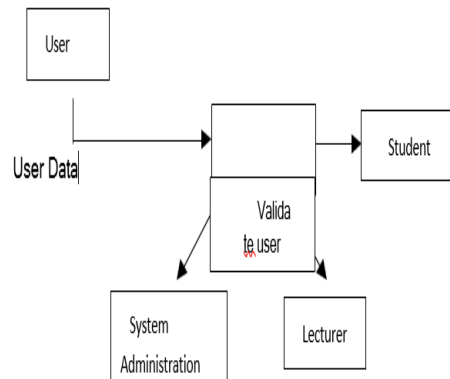 User
User Data
Student
Valida
te user
System
Administration
Lecturer